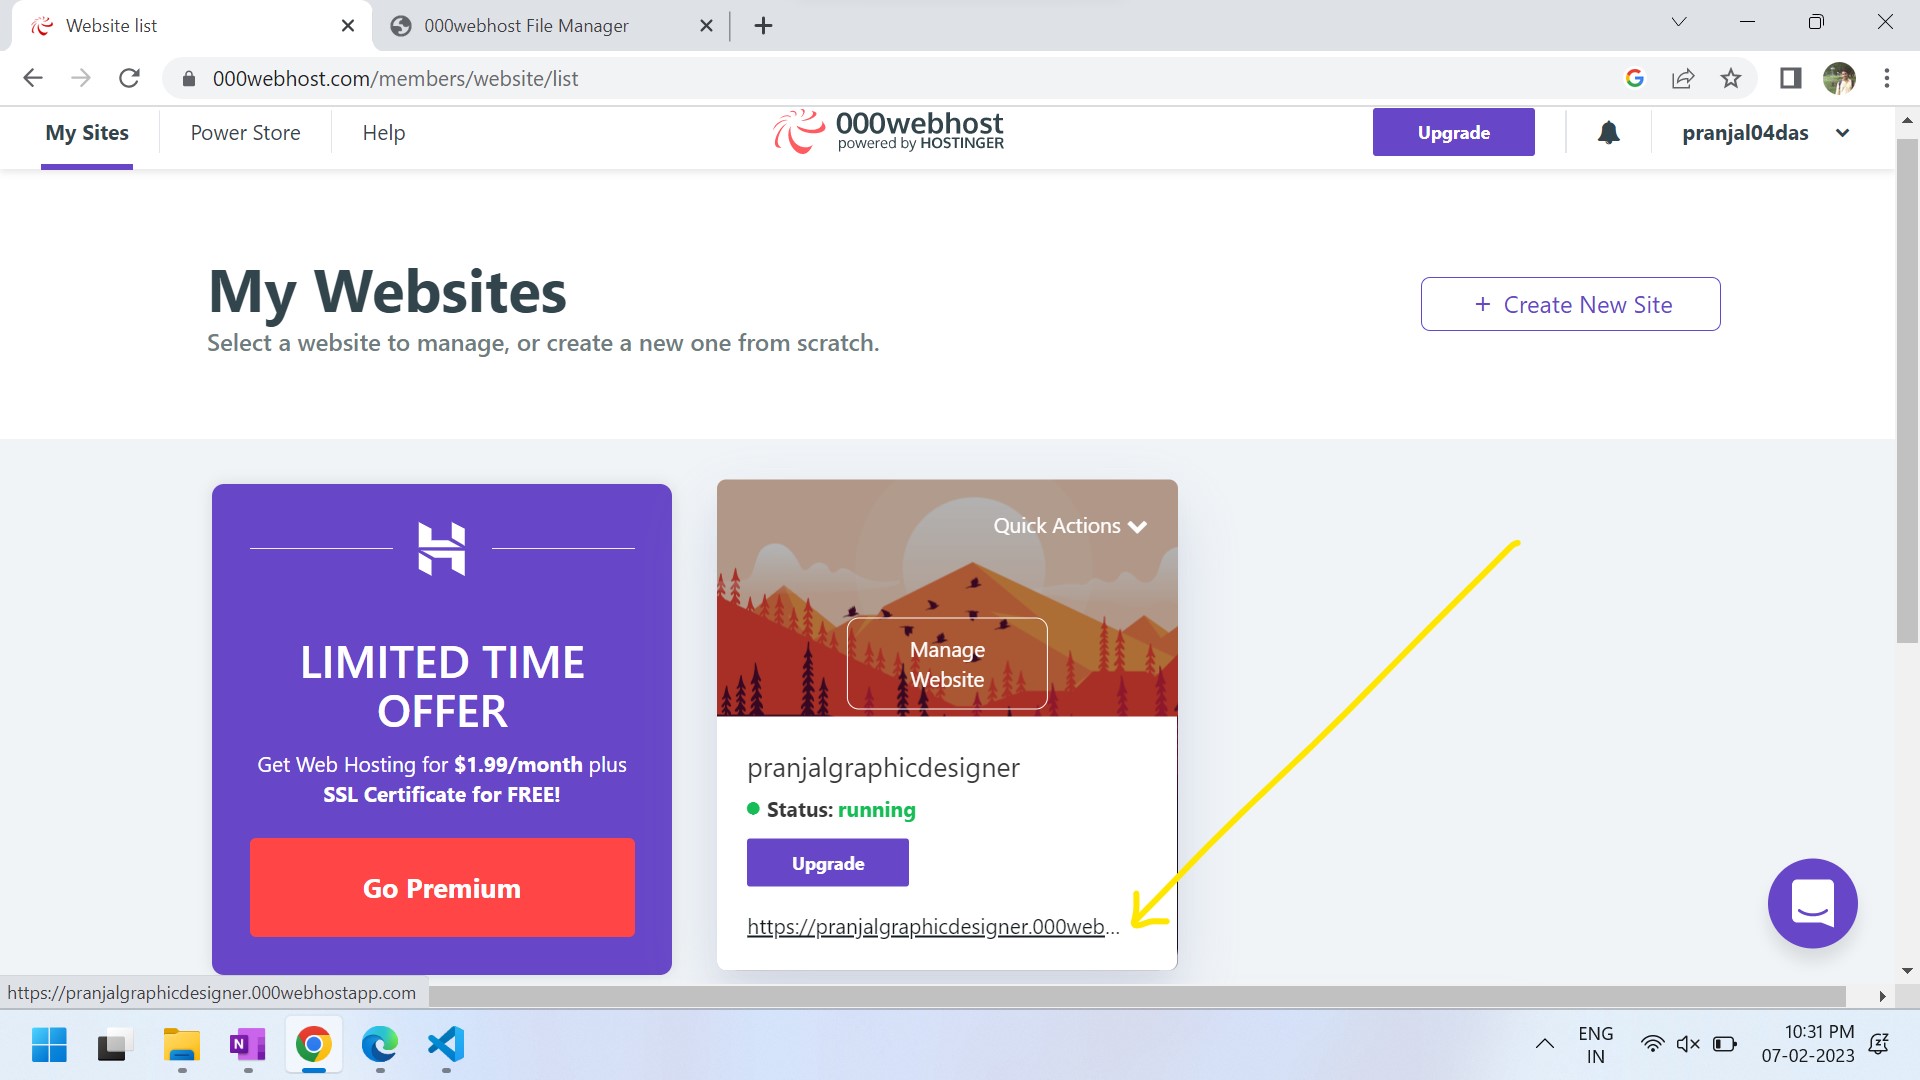 Website list
000webhost File Manager
000webhost.com/members/website/list
My Sites
Power Store
Help
000webhost
powered by HOSTINGER
Upgrade
pranjal04das
My Websites
Select a website to manage, or create a new one from scratch.
+ Create New Site
LIMITED TIME
OFFER
Get Web Hosting for $1.99/month plus
SSL Certificate for FREE!
Go Premium
Quick Actions
Manage
Website
pranjalgraphicdesigner
Status: running
Upgrade
https://pranjalgraphicdesigner.000web...
https://pranjalgraphicdesigner.000webhostapp.com
N
ENG
IN
10:31 PM
07-02-2023